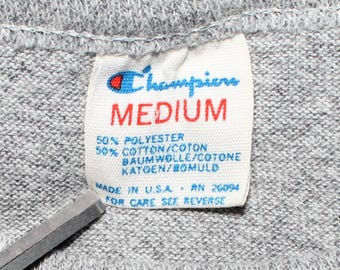 Champion
MEDIUM
50% POLYESTER
50% COTTON/COTON
BAUMWOLLE/COTONE
KATOEN/BOMULD
MADE IN U.S.A. · RN 26094
FOR CARE SEE REVERSE